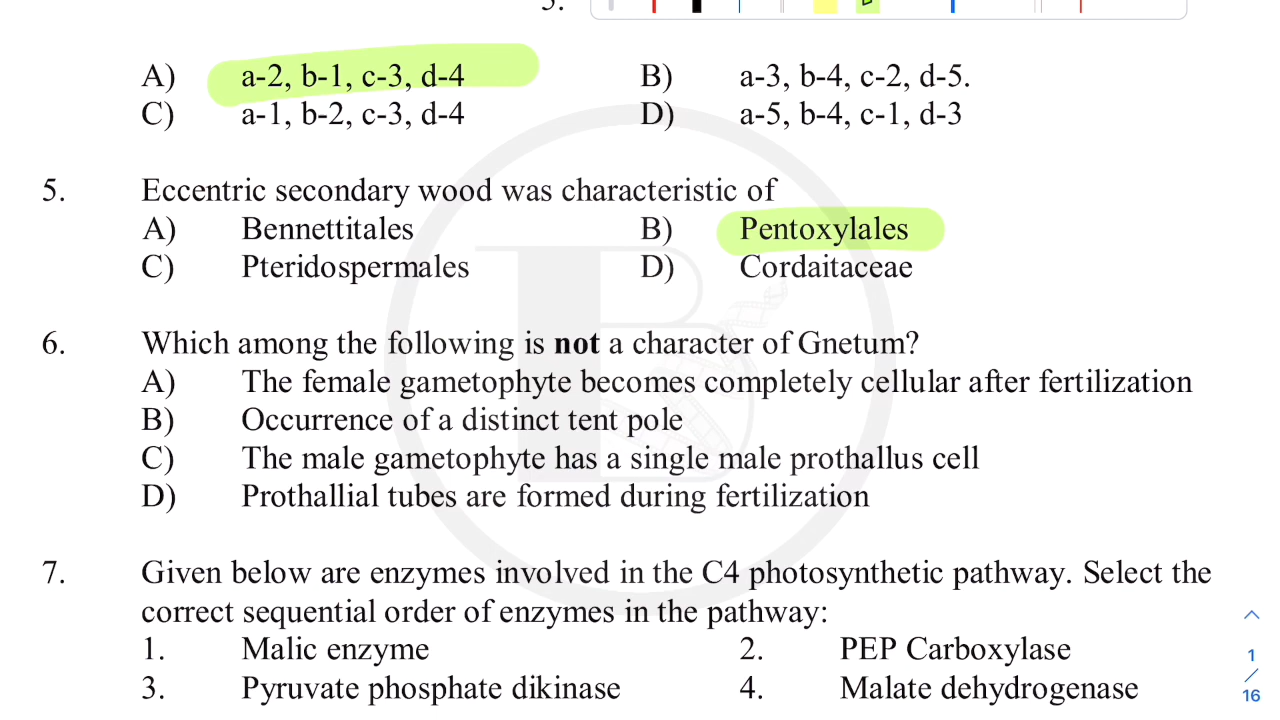 A) a-2, b-1, c-3, d-4 B) a-3, b-4, c-2, d-5.
C) a-1, b-2, c-3, d-4 D) a-5, b-4, c-1, d-3
5. Eccentric secondary wood was characteristic of
A) Bennettitales B) Pentoxylales
C) Pteridospermales D) Cordaitaceae
6. Which among the following is not a character of Gnetum?
A) The female gametophyte becomes completely cellular after fertilization
B) Occurrence of a distinct tent pole
C) The male gametophyte has a single male prothallus cell
D) Prothallial tubes are formed during fertilization
7. Given below are enzymes involved in the C4 photosynthetic pathway. Select the
correct sequential order of enzymes in the pathway:
1. Malic enzyme 2. PEP Carboxylase
3. Pyruvate phosphate dikinase 4. Malate dehydrogenase
1
/
16